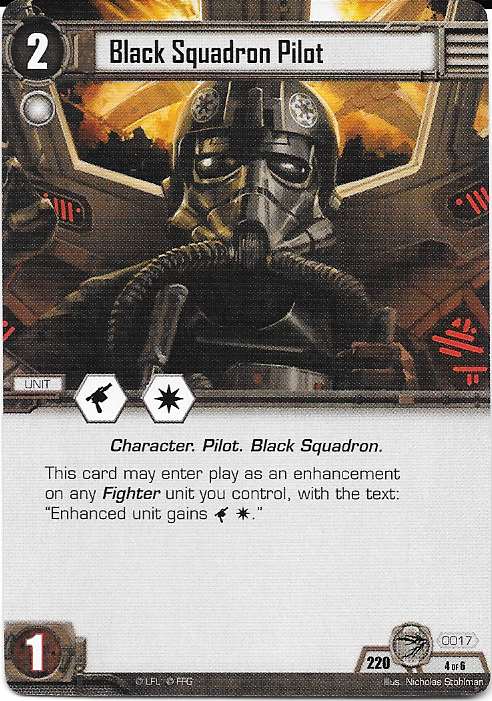 2
Black Squadron Pilot
UNIT
Character. Pilot. Black Squadron.
This card may enter play as an enhancement
on any Fighter unit you control, with the text:
“Enhanced unit gains .”
1
220
0017
4 OF 6
© LFL © FFG
Illus. Nicholas Stohlman